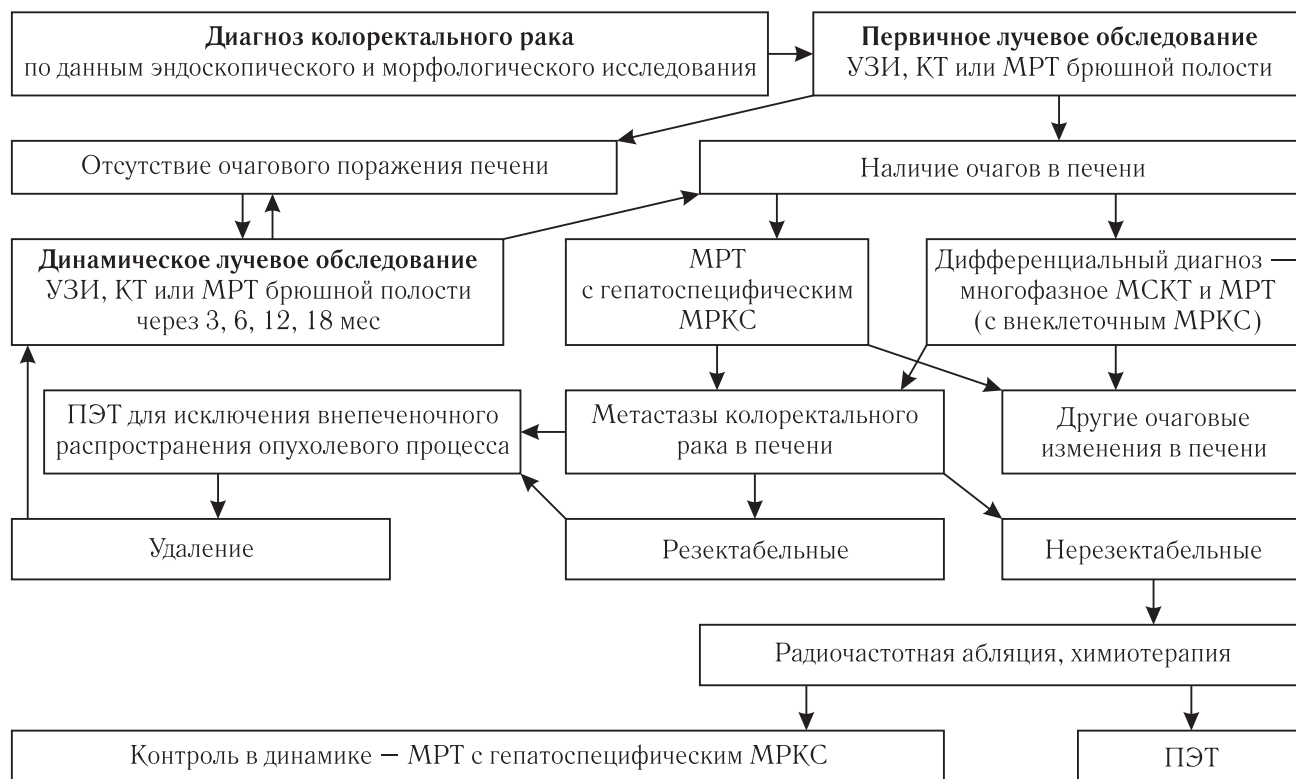 Диагноз колоректального рака
по данным эндоскопического и морфологического исследования
Первичное лучевое обследование
УЗИ, КТ или МРТ брюшной полости
Отсутствие очагового поражения печени
Наличие очагов в печени
Динамическое лучевое обследование
УЗИ, КТ или МРТ брюшной полости
через 3, 6, 12, 18 мес
МРТ
с гепатоспецифическим
МРКС
Дифференциальный диагноз —
многофазное МСКТ и МРТ
(с внеклеточным МРКС)
ПЭТ для исключения внепеченочного
распространения опухолевого процесса
Метастазы колоректального
рака в печени
Другие очаговые
изменения в печени
Удаление
Резектабельные
Нерезектабельные
Радиочастотная абляция, химиотерапия
Контроль в динамике — МРТ с гепатоспецифическим МРКС
ПЭТ